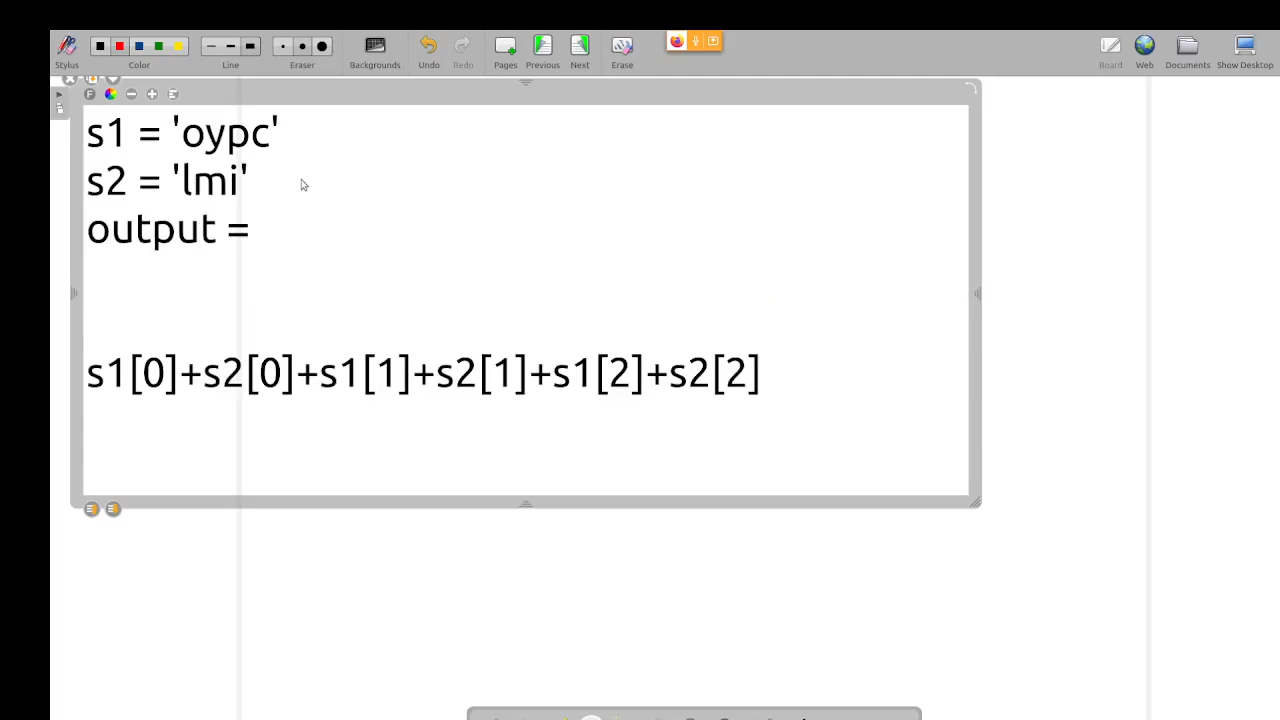 Stylus Color Line Eraser Backgrounds Undo Redo Pages Previous Next Erase Board Web Documents Show Desktop
s1 = 'oypc'
s2 = 'lmi'
output =
s1[0]+s2[0]+s1[1]+s2[1]+s1[2]+s2[2]